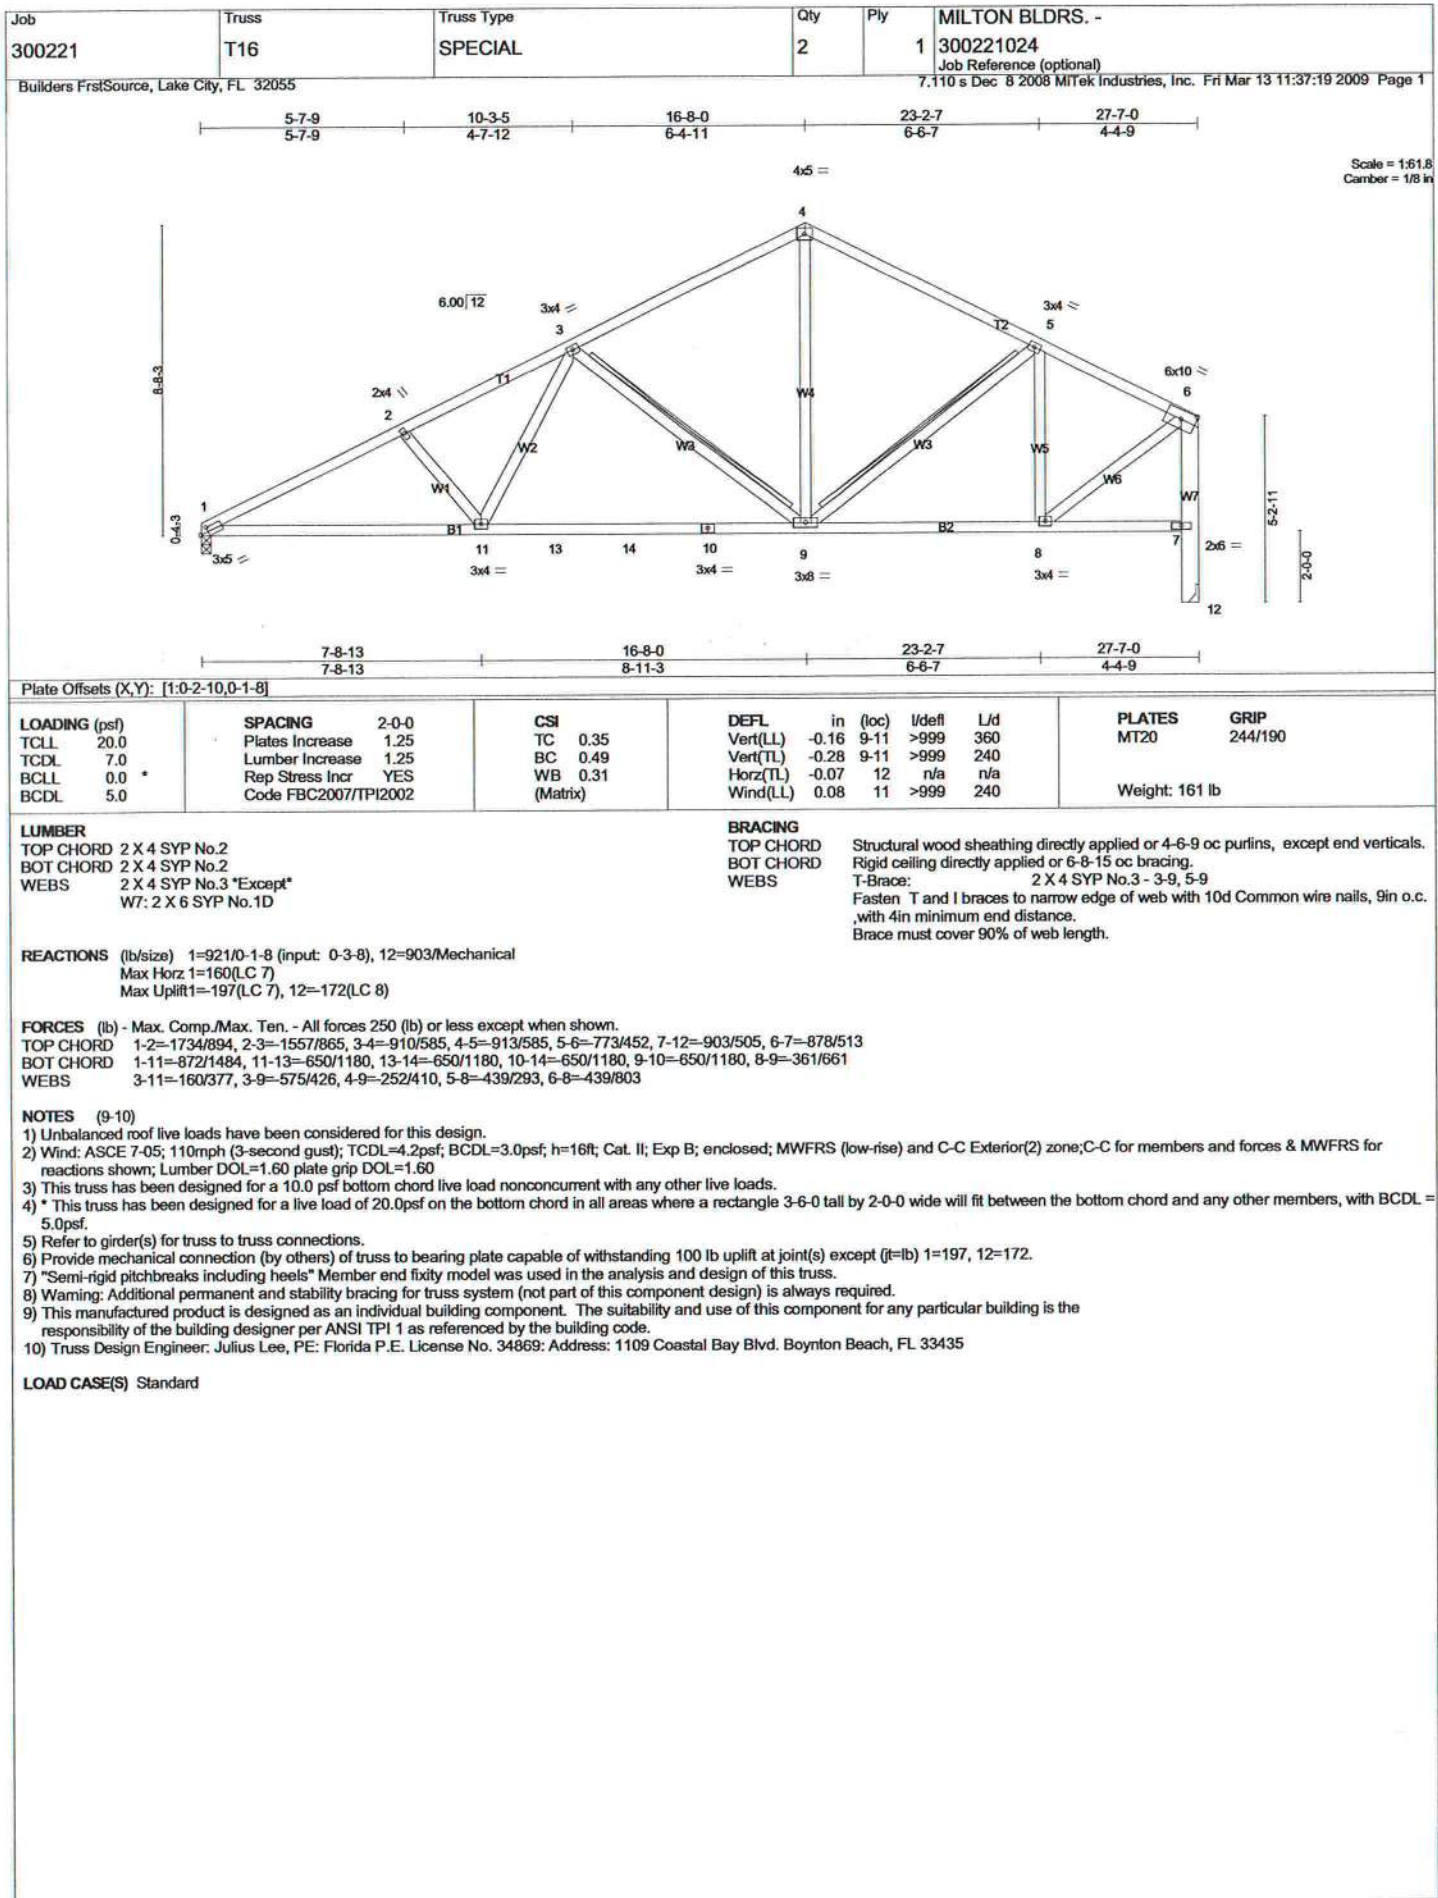 Job Truss Truss Type Qty Ply MILTON BLDRS. -
300221 T16 SPECIAL 2 1 300221024
Job Reference (optional)
Builders FrstSource, Lake City, FL 32055 7.110 s Dec 8 2008 MiTek Industries, Inc. Fri Mar 13 11:37:19 2009 Page 1
5-7-9 10-3-5 16-8-0 23-2-7 27-7-0
5-7-9 4-7-12 6-4-11 6-6-7 4-4-9
Scale = 1:61.8
Camber = 1/8 in
4x5 =
4
6.00 12
3x4 =
3
3x4 =
5
T2
6x10 =
6
8-8-3
T1
2x4 \\
2
W4
W2
W3
W3
W5
W6
W1
W7
5-2-11
1
0-4-3
B1
B2
3x5 =
11 13 14 10 9 8 7
3x4 = 3x4 = 3x8 = 3x4 =
2x6 =
2-0-0
12
7-8-13 16-8-0 23-2-7 27-7-0
7-8-13 8-11-3 6-6-7 4-4-9
Plate Offsets (X,Y): [1:0-2-10,0-1-8]
LOADING (psf) SPACING 2-0-0 CSI DEFL in (loc) l/defl L/d PLATES GRIP
TCLL 20.0 Plates Increase 1.25 TC 0.35 Vert(LL) -0.16 9-11 >999 360 MT20 244/190
TCDL 7.0 Lumber Increase 1.25 BC 0.49 Vert(TL) -0.28 9-11 >999 240
BCLL 0.0 * Rep Stress Incr YES WB 0.31 Horz(TL) -0.07 12 n/a n/a
BCDL 5.0 Code FBC2007/TPI2002 (Matrix) Wind(LL) 0.08 11 >999 240 Weight: 161 lb
LUMBER
TOP CHORD 2 X 4 SYP No.2
BOT CHORD 2 X 4 SYP No.2
WEBS 2 X 4 SYP No.3 *Except*
W7: 2 X 6 SYP No.1D
BRACING
TOP CHORD Structural wood sheathing directly applied or 4-6-9 oc purlins, except end verticals.
BOT CHORD Rigid ceiling directly applied or 6-8-15 oc bracing.
WEBS T-Brace: 2 X 4 SYP No.3 - 3-9, 5-9
Fasten T and I braces to narrow edge of web with 10d Common wire nails, 9in o.c.
,with 4in minimum end distance.
Brace must cover 90% of web length.
REACTIONS (lb/size) 1=921/0-1-8 (input: 0-3-8), 12=903/Mechanical
Max Horz 1=160(LC 7)
Max Uplift1=-197(LC 7), 12=-172(LC 8)
FORCES (lb) - Max. Comp./Max. Ten. - All forces 250 (lb) or less except when shown.
TOP CHORD 1-2=-1734/894, 2-3=-1557/865, 3-4=-910/585, 4-5=-913/585, 5-6=-773/452, 7-12=-903/505, 6-7=-878/513
BOT CHORD 1-11=-872/1484, 11-13=-650/1180, 13-14=-650/1180, 10-14=-650/1180, 9-10=-650/1180, 8-9=-361/661
WEBS 3-11=-160/377, 3-9=-575/426, 4-9=-252/410, 5-8=-439/293, 6-8=-439/803
NOTES (9-10)
1) Unbalanced roof live loads have been considered for this design.
2) Wind: ASCE 7-05; 110mph (3-second gust); TCDL=4.2psf; BCDL=3.0psf; h=16ft; Cat. II; Exp B; enclosed; MWFRS (low-rise) and C-C Exterior(2) zone;C-C for members and forces & MWFRS for
reactions shown; Lumber DOL=1.60 plate grip DOL=1.60
3) This truss has been designed for a 10.0 psf bottom chord live load nonconcurrent with any other live loads.
4) * This truss has been designed for a live load of 20.0psf on the bottom chord in all areas where a rectangle 3-6-0 tall by 2-0-0 wide will fit between the bottom chord and any other members, with BCDL =
5.0psf.
5) Refer to girder(s) for truss to truss connections.
6) Provide mechanical connection (by others) of truss to bearing plate capable of withstanding 100 lb uplift at joint(s) except (jt=lb) 1=197, 12=172.
7) "Semi-rigid pitchbreaks including heels" Member end fixity model was used in the analysis and design of this truss.
8) Warning: Additional permanent and stability bracing for truss system (not part of this component design) is always required.
9) This manufactured product is designed as an individual building component. The suitability and use of this component for any particular building is the
responsibility of the building designer per ANSI TPI 1 as referenced by the building code.
10) Truss Design Engineer: Julius Lee, PE: Florida P.E. License No. 34869: Address: 1109 Coastal Bay Blvd. Boynton Beach, FL 33435
LOAD CASE(S) Standard